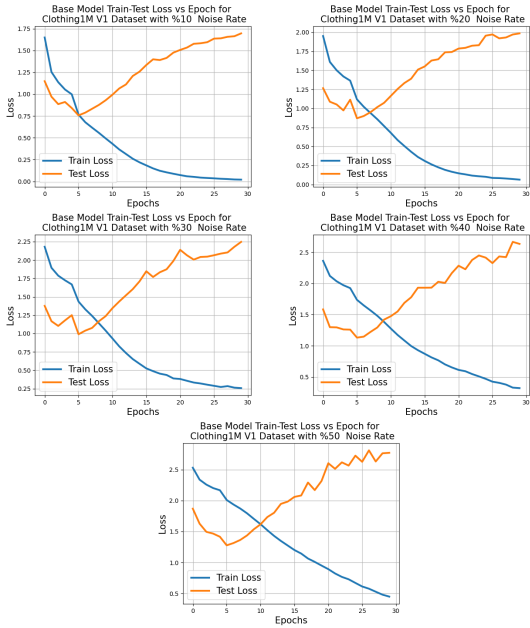 Base Model Train-Test Loss vs Epoch for
Clothing1M V1 Dataset with %10  Noise Rate
1.75
1.50
1.25
1.00
0.75
0.50
0.25
0.00
Loss
Train Loss
Test Loss
0 5 10 15 20 25 30
Epochs
Base Model Train-Test Loss vs Epoch for
Clothing1M V1 Dataset with %20  Noise Rate
2.00
1.75
1.50
1.25
1.00
0.75
0.50
0.25
0.00
Loss
Train Loss
Test Loss
0 5 10 15 20 25 30
Epochs
Base Model Train-Test Loss vs Epoch for
Clothing1M V1 Dataset with %30  Noise Rate
2.25
2.00
1.75
1.50
1.25
1.00
0.75
0.50
0.25
Loss
Train Loss
Test Loss
0 5 10 15 20 25 30
Epochs
Base Model Train-Test Loss vs Epoch for
Clothing1M V1 Dataset with %40  Noise Rate
2.5
2.0
1.5
1.0
0.5
Loss
Train Loss
Test Loss
0 5 10 15 20 25 30
Epochs
Base Model Train-Test Loss vs Epoch for
Clothing1M V1 Dataset with %50  Noise Rate
2.5
2.0
1.5
1.0
0.5
Loss
Train Loss
Test Loss
0 5 10 15 20 25 30
Epochs